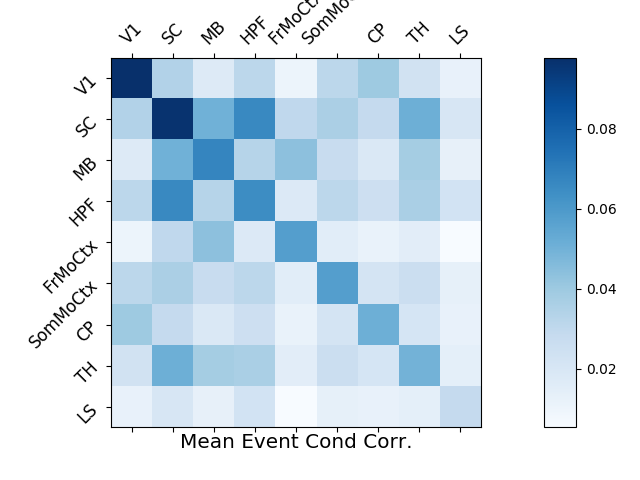 V1 SC MB HPF FrMoCtx SomMo CP TH LS
V1
SC
MB
HPF
FrMoCtx
SomMoCtx
CP
TH
LS
Mean Event Cond Corr.
0.08
0.06
0.04
0.02